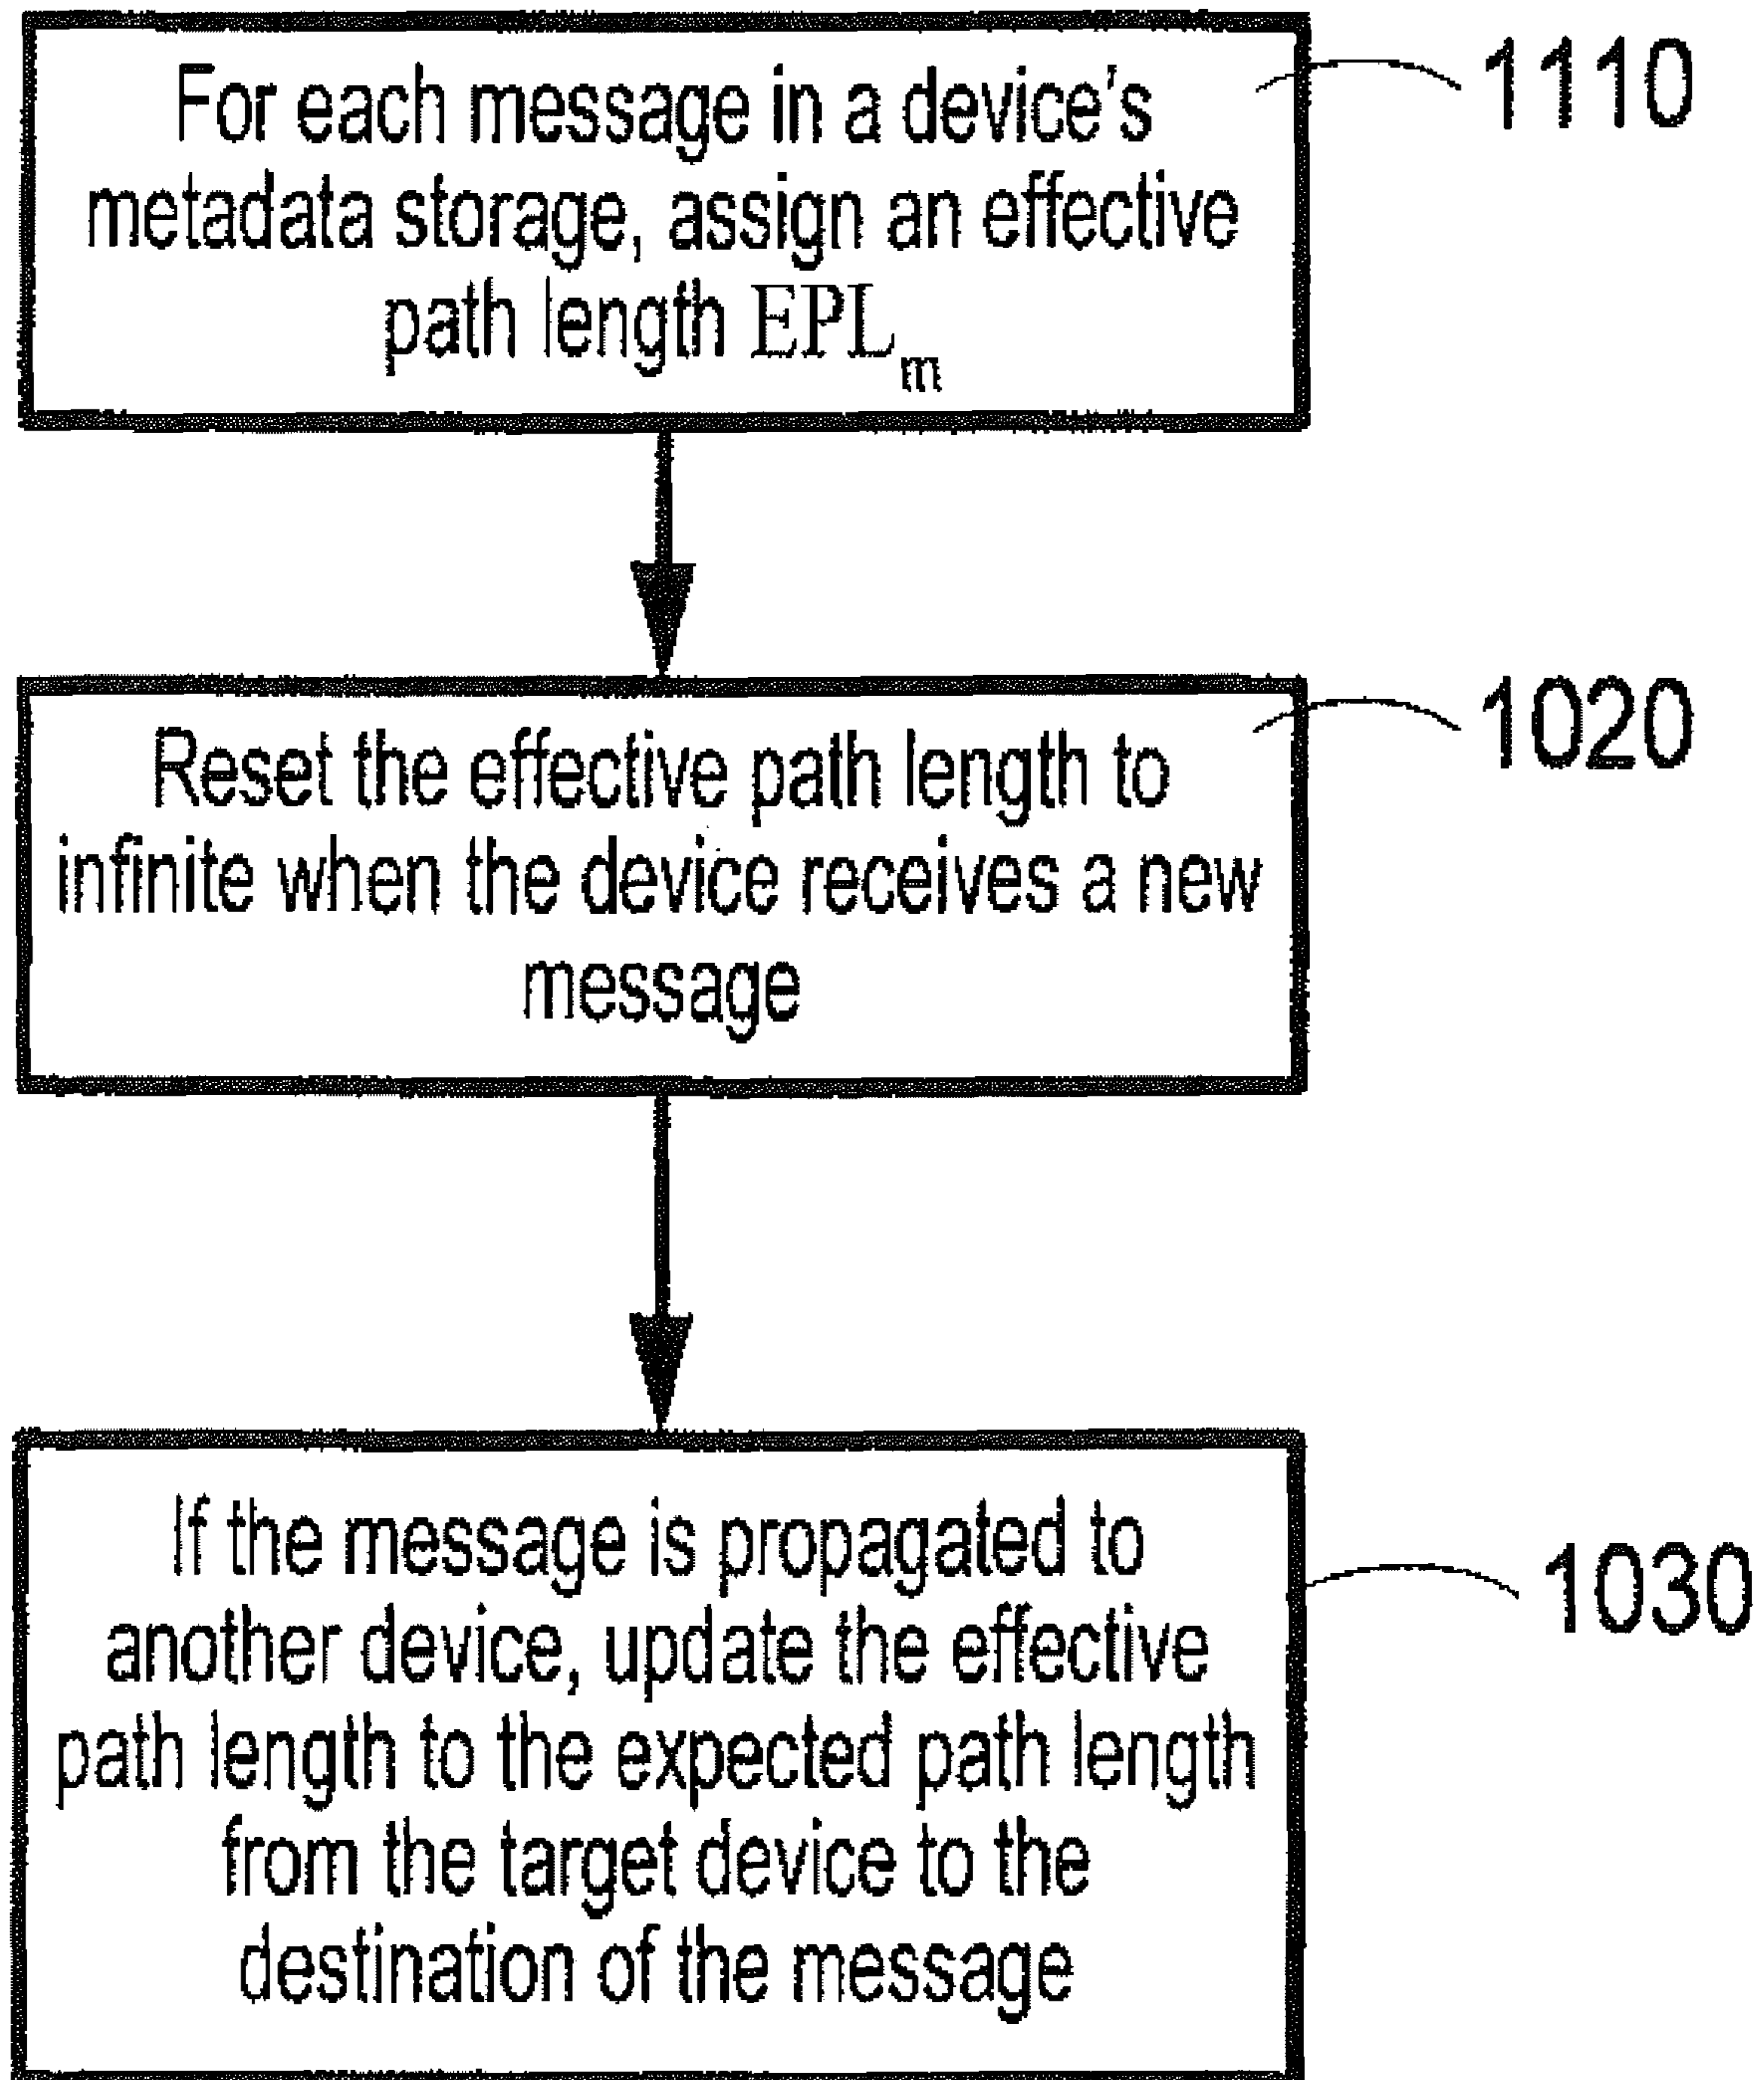 For each message in a device's
metadata storage, assign an effective
path length EPLm
1110
Reset the effective path length to
infinite when the device receives a new
message
1020
If the message is propagated to
another device, update the effective
path length to the expected path length
from the target device to the
destination of the message
1030